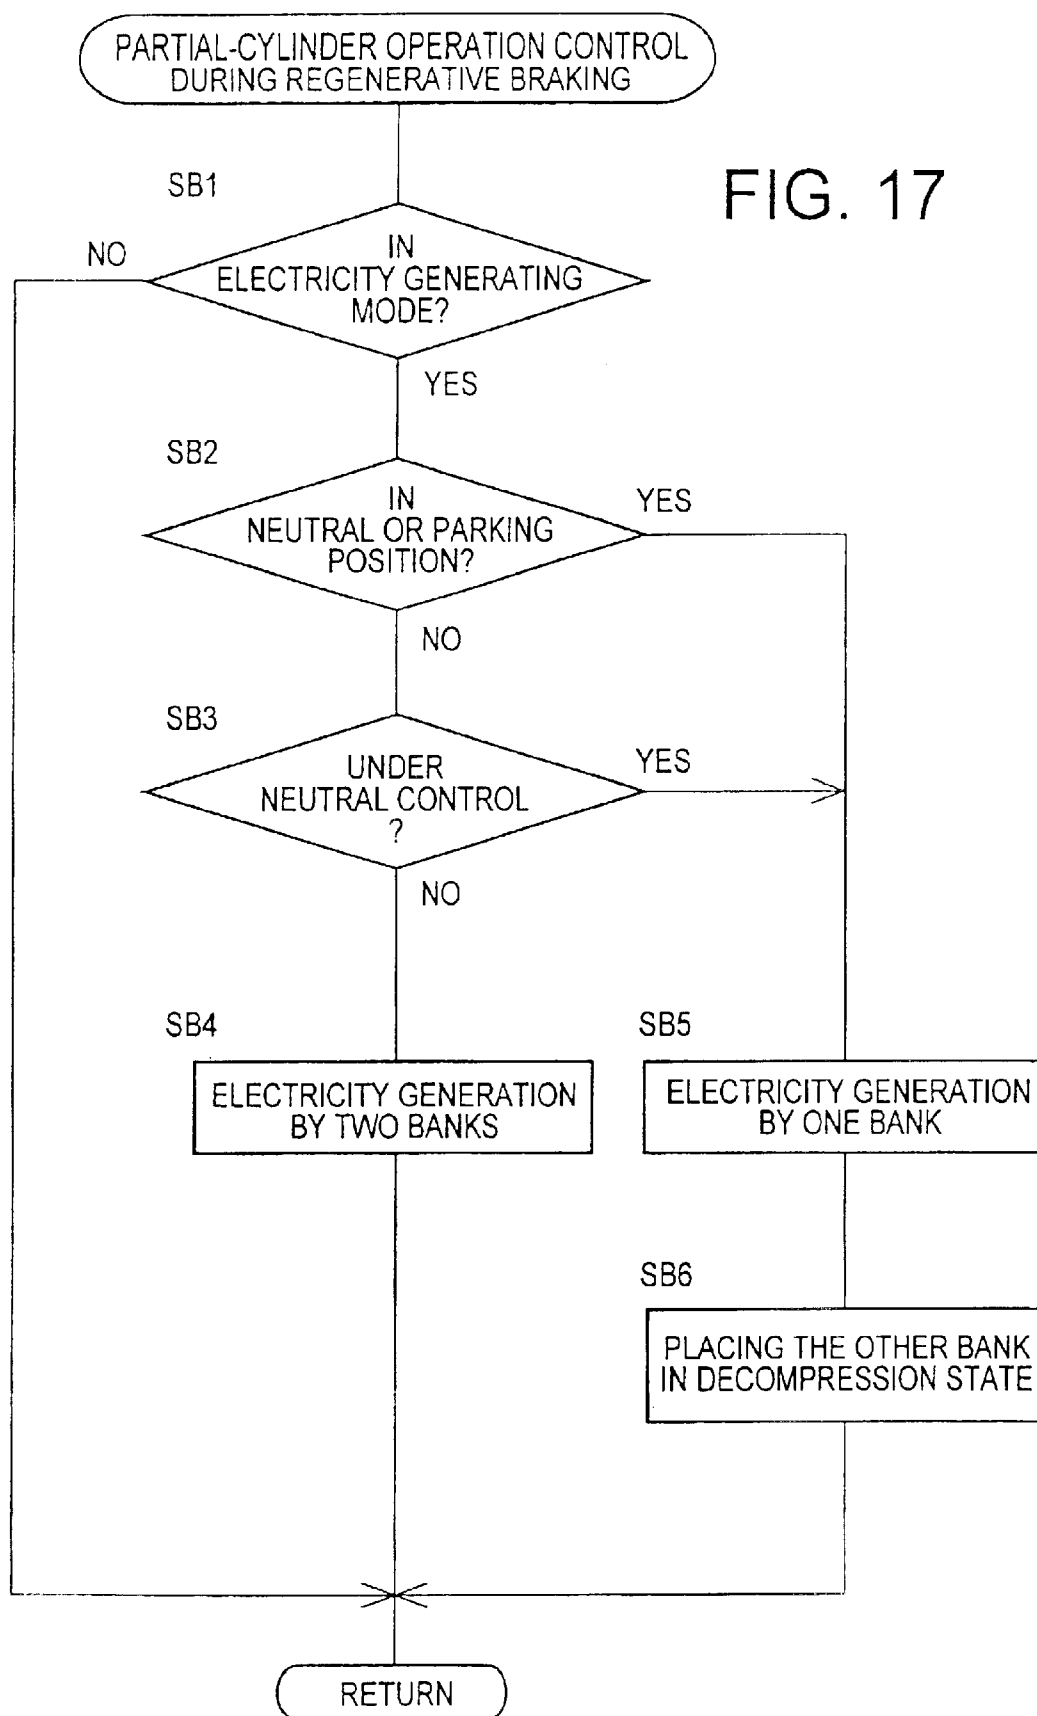 PARTIAL-CYLINDER OPERATION CONTROL
DURING REGENERATIVE BRAKING
FIG. 17
SB1
IN
ELECTRICITY GENERATING
MODE?
NO
YES
SB2
IN
NEUTRAL OR PARKING
POSITION?
YES
NO
SB3
UNDER
NEUTRAL CONTROL
?
YES
NO
SB4
ELECTRICITY GENERATION
BY TWO BANKS
SB5
ELECTRICITY GENERATION
BY ONE BANK
SB6
PLACING THE OTHER BANK
IN DECOMPRESSION STATE
RETURN